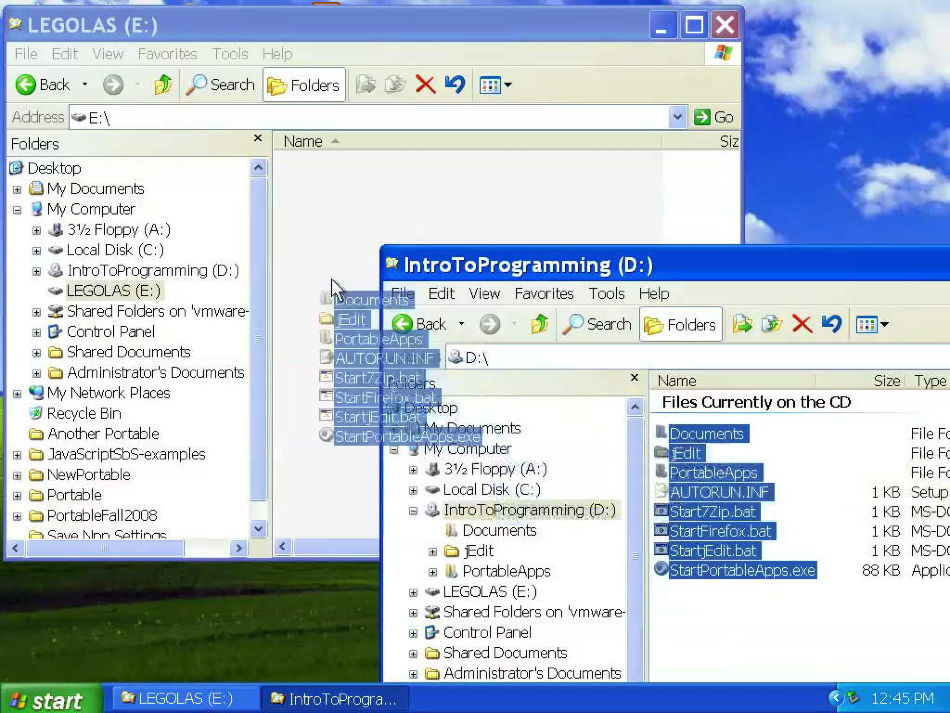 LEGOLAS (E:)
File Edit View Favorites Tools Help
Back Search Folders
Address E:\ Go
Folders
Name Siz
Desktop
My Documents
My Computer
3½ Floppy (A:)
Local Disk (C:)
IntroToProgramming (D:)
LEGOLAS (E:)
Shared Folders on 'vmware-
Control Panel
Shared Documents
Administrator's Documents
My Network Places
Recycle Bin
Another Portable
JavaScriptSbS-examples
NewPortable
Portable
PortableFall2008
Save Npp Settings
Documents
jEdit
PortableApps
AUTORUN.INF
Start7Zip.bat
StartFirefox.bat
StartjEdit.bat
StartPortableApps.exe
IntroToProgramming (D:)
File Edit View Favorites Tools Help
Back Search Folders
D:\
Folders
Name Size Type
Files Currently on the CD
Desktop
My Documents
My Computer
3½ Floppy (A:)
Local Disk (C:)
IntroToProgramming (D:)
Documents
jEdit
PortableApps
LEGOLAS (E:)
Shared Folders on 'vmware-
Control Panel
Shared Documents
Administrator's Documents
Documents File F
jEdit File F
PortableApps File F
AUTORUN.INF 1 KB Setup
Start7Zip.bat 1 KB MS-D
StartFirefox.bat 1 KB MS-D
StartjEdit.bat 1 KB MS-D
StartPortableApps.exe 88 KB Applic
start LEGOLAS (E:) IntroToProgra... 12:45 PM